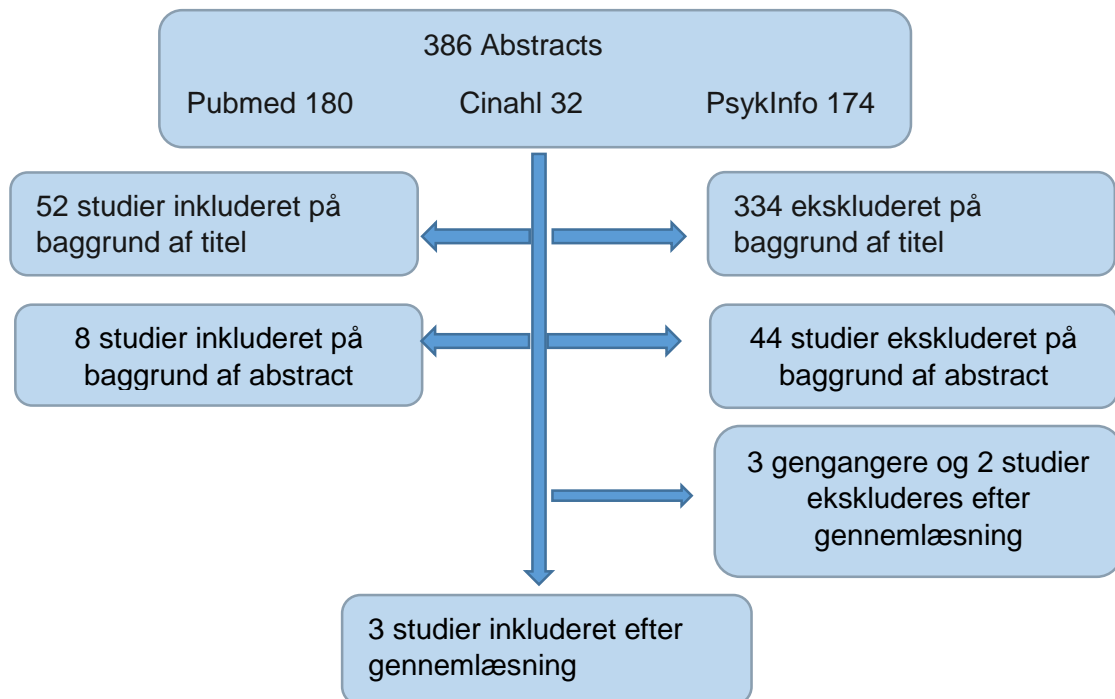 386 Abstracts
Pubmed 180 Cinahl 32 PsykInfo 174
52 studier inkluderet på
baggrund af titel
334 ekskluderet på
baggrund af titel
8 studier inkluderet på
baggrund af abstract
44 studier ekskluderet på
baggrund af abstract
3 gengangere og 2 studier
ekskluderes efter
gennemlæsning
3 studier inkluderet efter
gennemlæsning